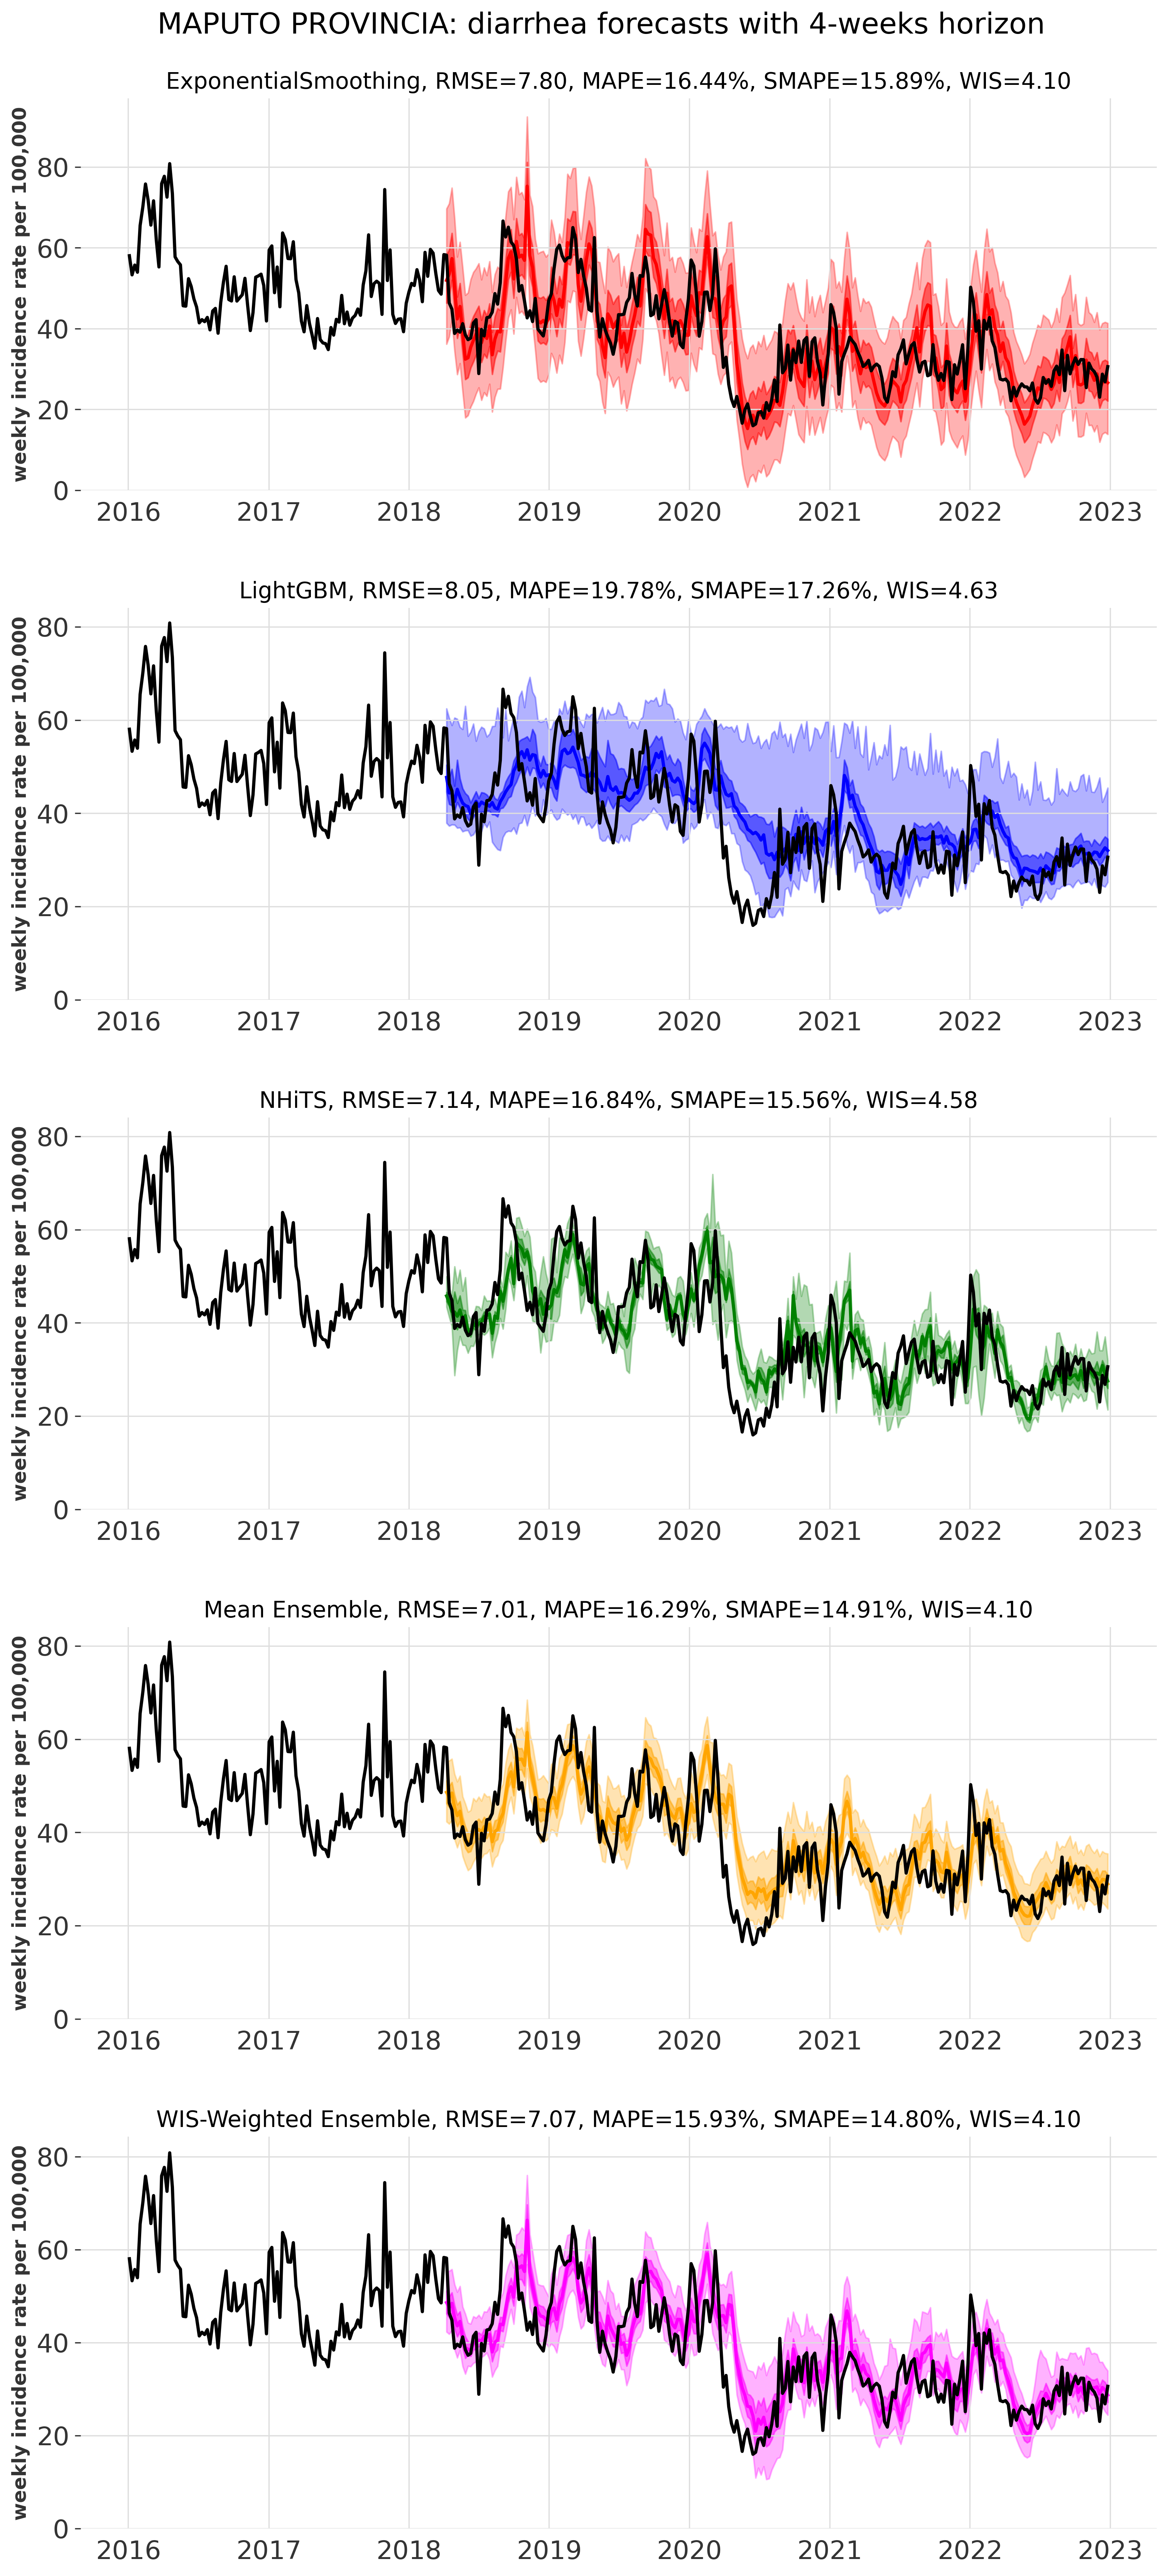 MAPUTO PROVINCIA: diarrhea forecasts with 4-weeks horizon
ExponentialSmoothing, RMSE=7.80, MAPE=16.44%, SMAPE=15.89%, WIS=4.10
weekly incidence rate per 100,000
80
60
40
20
0
2016 2017 2018 2019 2020 2021 2022 2023
LightGBM, RMSE=8.05, MAPE=19.78%, SMAPE=17.26%, WIS=4.63
weekly incidence rate per 100,000
80
60
40
20
0
2016 2017 2018 2019 2020 2021 2022 2023
NHiTS, RMSE=7.14, MAPE=16.84%, SMAPE=15.56%, WIS=4.58
weekly incidence rate per 100,000
80
60
40
20
0
2016 2017 2018 2019 2020 2021 2022 2023
Mean Ensemble, RMSE=7.01, MAPE=16.29%, SMAPE=14.91%, WIS=4.10
weekly incidence rate per 100,000
80
60
40
20
0
2016 2017 2018 2019 2020 2021 2022 2023
WIS-Weighted Ensemble, RMSE=7.07, MAPE=15.93%, SMAPE=14.80%, WIS=4.10
weekly incidence rate per 100,000
80
60
40
20
0
2016 2017 2018 2019 2020 2021 2022 2023